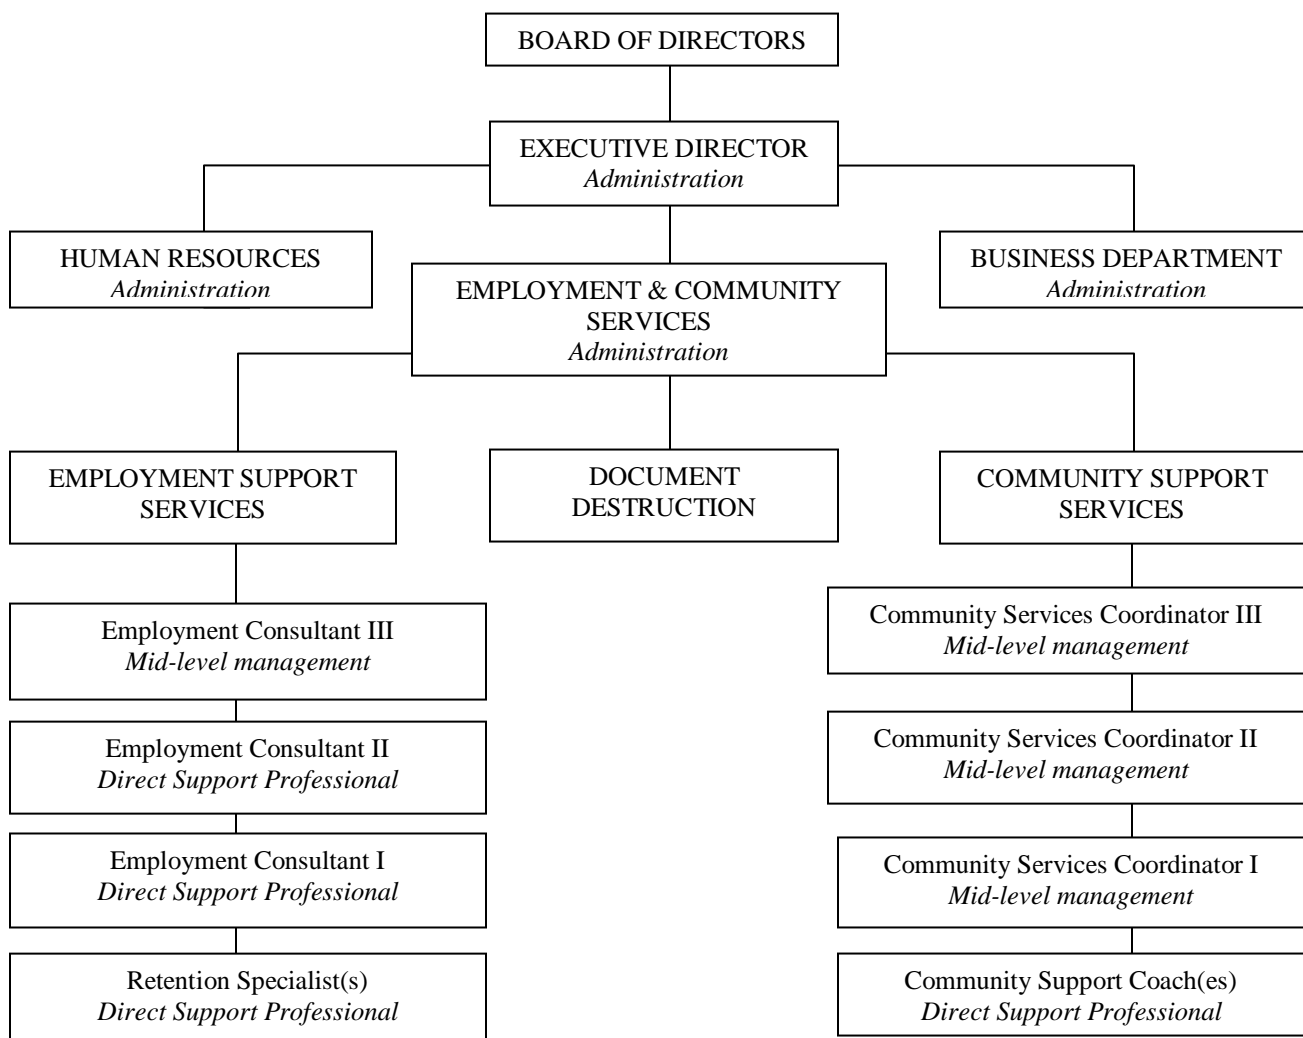 BOARD OF DIRECTORS
EXECUTIVE DIRECTOR
Administration
HUMAN RESOURCES
Administration
EMPLOYMENT & COMMUNITY
SERVICES
Administration
BUSINESS DEPARTMENT
Administration
EMPLOYMENT SUPPORT
SERVICES
DOCUMENT
DESTRUCTION
COMMUNITY SUPPORT
SERVICES
Employment Consultant III
Mid-level management
Community Services Coordinator III
Mid-level management
Employment Consultant II
Direct Support Professional
Community Services Coordinator II
Mid-level management
Employment Consultant I
Direct Support Professional
Community Services Coordinator I
Mid-level management
Retention Specialist(s)
Direct Support Professional
Community Support Coach(es)
Direct Support Professional